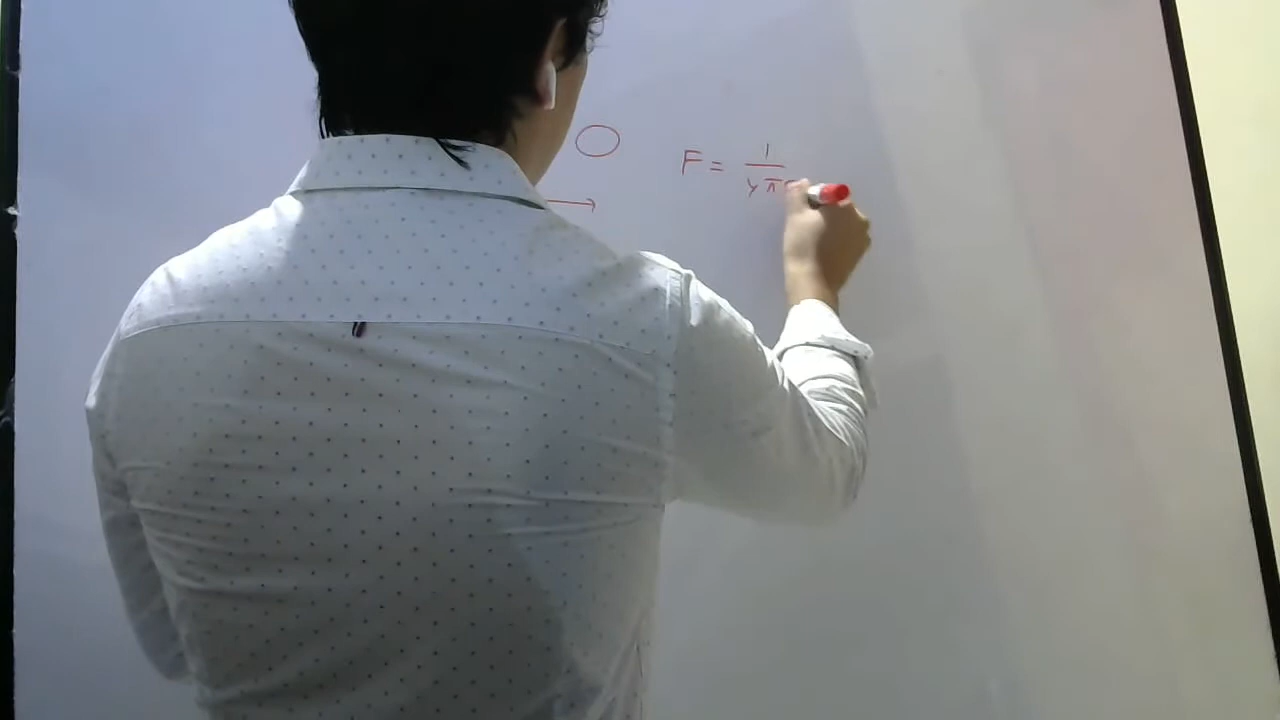 F = 1/4π